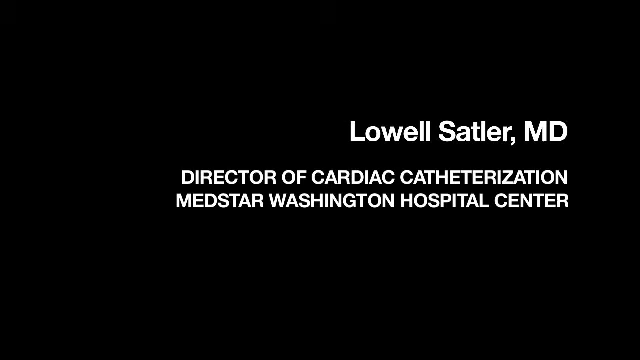 Lowell Satler, MD
DIRECTOR OF CARDIAC CATHETERIZATION
MEDSTAR WASHINGTON HOSPITAL CENTER